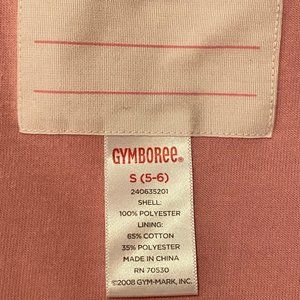 GYMBOREE®
S (5-6)
240635201
SHELL:
100% POLYESTER
LINING:
65% COTTON
35% POLYESTER
MADE IN
CHINA
RN 70530
©2008 GYM-MARK, INC.